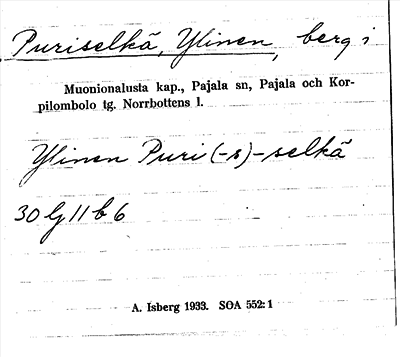 Puriselkä, Ylinen, berg i
Muonionalusta kap., Pajala sn, Pajala och Kor-
pilombolo tg. Norrbottens l.
Ylinen Puri(-s)-selkä
30 G 11 b 6
A. Isberg 1933. SOA 552:1